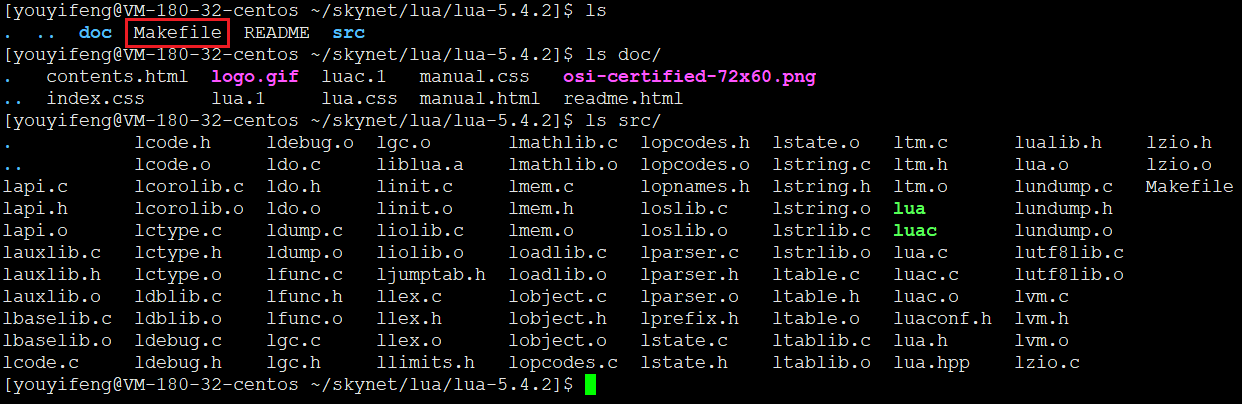 [youyifeng@VM-180-32-centos ~/skynet/lua/lua-5.4.2]$ ls
. .. doc Makefile README src
[youyifeng@VM-180-32-centos ~/skynet/lua/lua-5.4.2]$ ls doc/
. contents.html logo.gif luac.1 manual.css osi-certified-72x60.png
.. index.css lua.1 lua.css manual.html readme.html
[youyifeng@VM-180-32-centos ~/skynet/lua/lua-5.4.2]$ ls src/
. lcode.h ldebug.o lgc.o lmathlib.c lopcodes.h lstate.o ltm.c lualib.h lzio.h
.. lcode.o ldo.c liblua.a lmathlib.o lopcodes.o lstring.c ltm.h lua.o lzio.o
lapi.c lcorolib.c ldo.h linit.c lmem.c lopnames.h lstring.h ltm.o lundump.c Makefile
lapi.h lcorolib.o ldo.o linit.o lmem.h loslib.c lstring.o lua lundump.h
lapi.o lctype.c ldump.c liolib.c lmem.o loslib.o lstrlib.c luac lundump.o
lauxlib.c lctype.h ldump.o liolib.o loadlib.c lparser.c lstrlib.o lua.c lutf8lib.c
lauxlib.h lctype.o lfunc.c ljumptab.h loadlib.o lparser.h ltable.c luac.c lutf8lib.o
lauxlib.o ldblib.c lfunc.h llex.c lobject.c lparser.o ltable.h luac.o lvm.c
lbaselib.c ldblib.o lfunc.o llex.h lobject.h lprefix.h ltable.o luaconf.h lvm.h
lbaselib.o ldebug.c lgc.c llex.o lobject.o lstate.c ltablib.c lua.h lvm.o
lcode.c ldebug.h lgc.h llimits.h lopcodes.c lstate.h ltablib.o lua.hpp lzio.c
[youyifeng@VM-180-32-centos ~/skynet/lua/lua-5.4.2]$